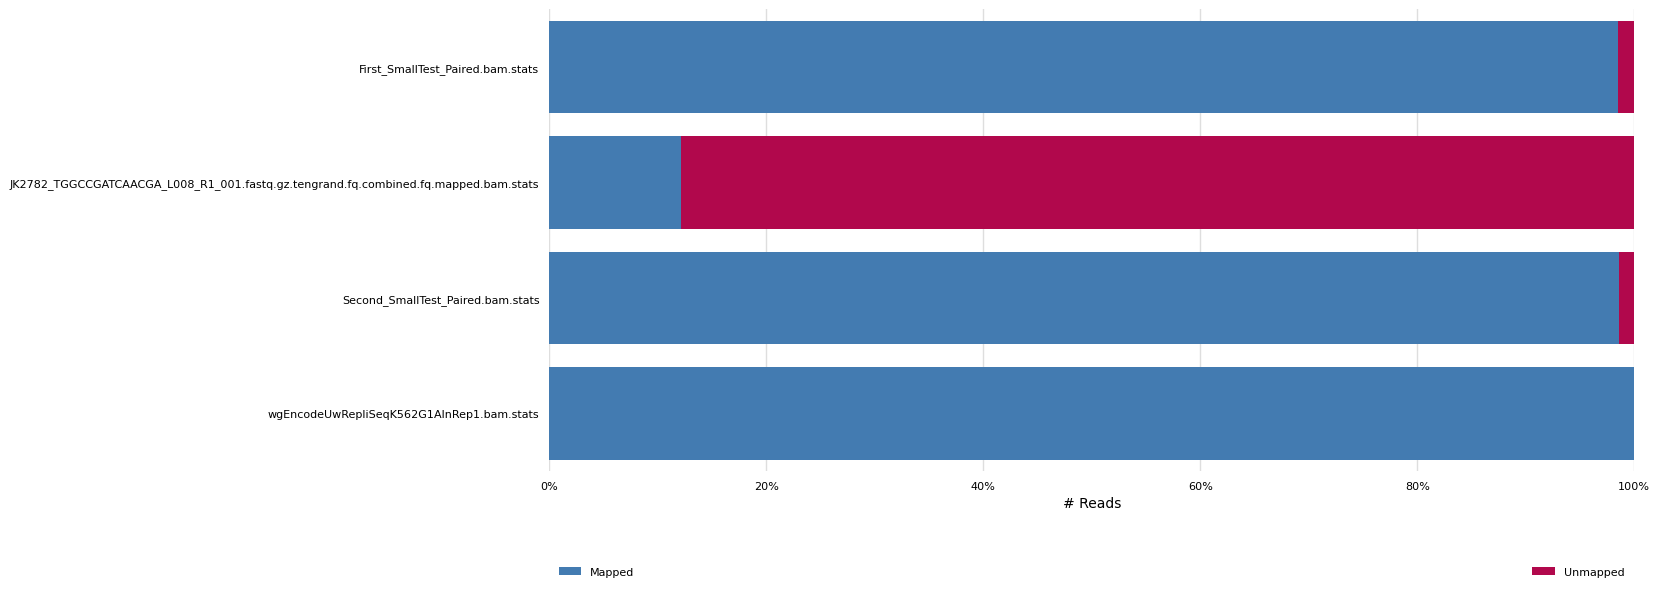 First_SmallTest_Paired.bam.stats
JK2782_TGGCCGATCAACGA_L008_R1_001.fastq.gz.tengrand.fq.combined.fq.mapped.bam.stats
Second_SmallTest_Paired.bam.stats
wgEncodeUwRepliSeqK562G1AlnRep1.bam.stats
0% 20% 40% 60% 80% 100%
# Reads
Mapped Unmapped